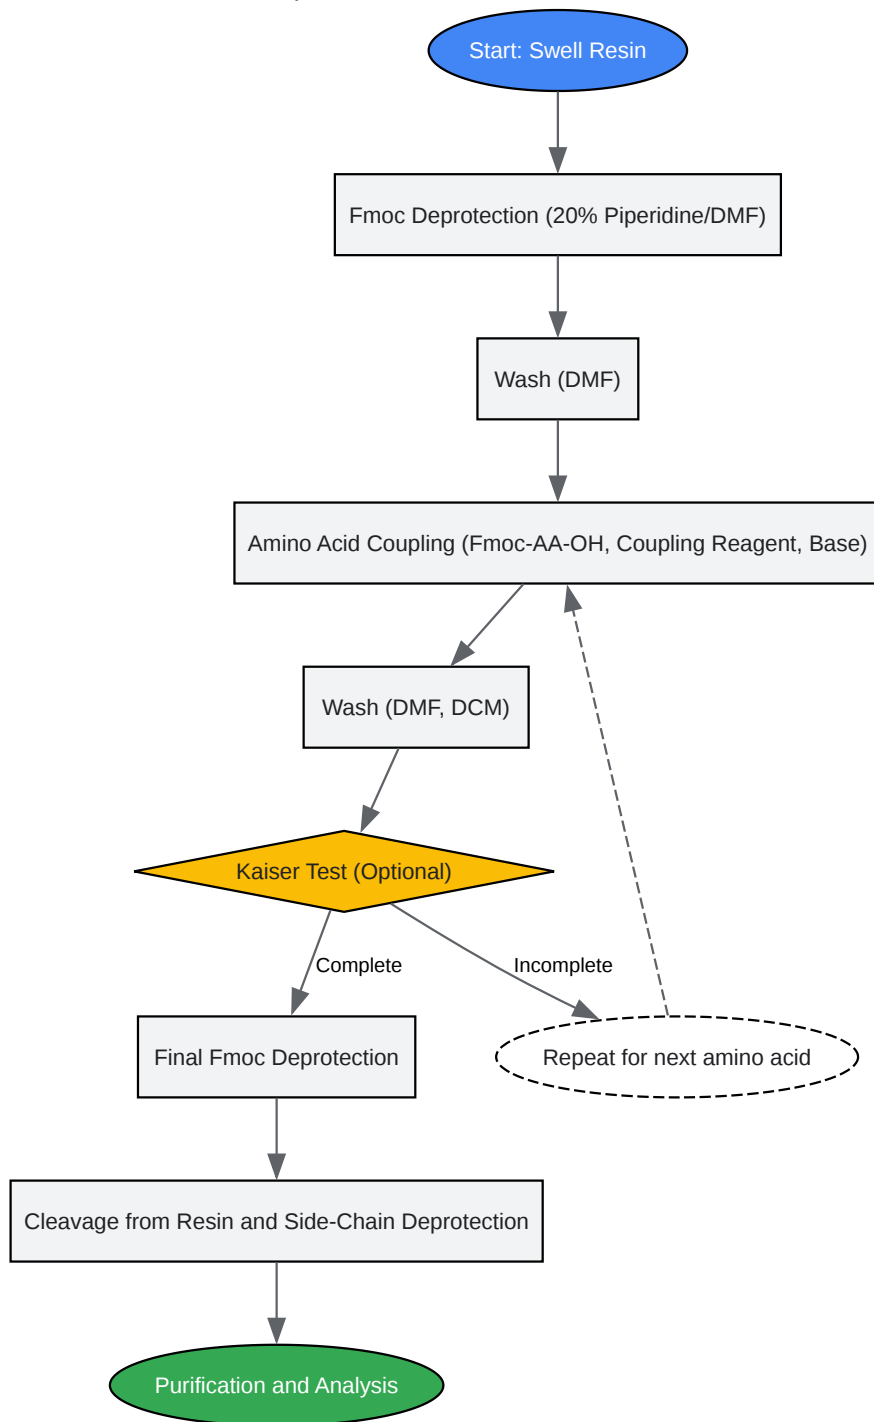 Start: Swell Resin
Fmoc Deprotection (20% Piperidine/DMF)
Wash (DMF)
Amino Acid Coupling (Fmoc-AA-OH, Coupling Reagent, Base)
Wash (DMF, DCM)
Kaiser Test (Optional)
Complete
Incomplete
Final Fmoc Deprotection
Repeat for next amino acid
Cleavage from Resin and Side-Chain Deprotection
Purification and Analysis